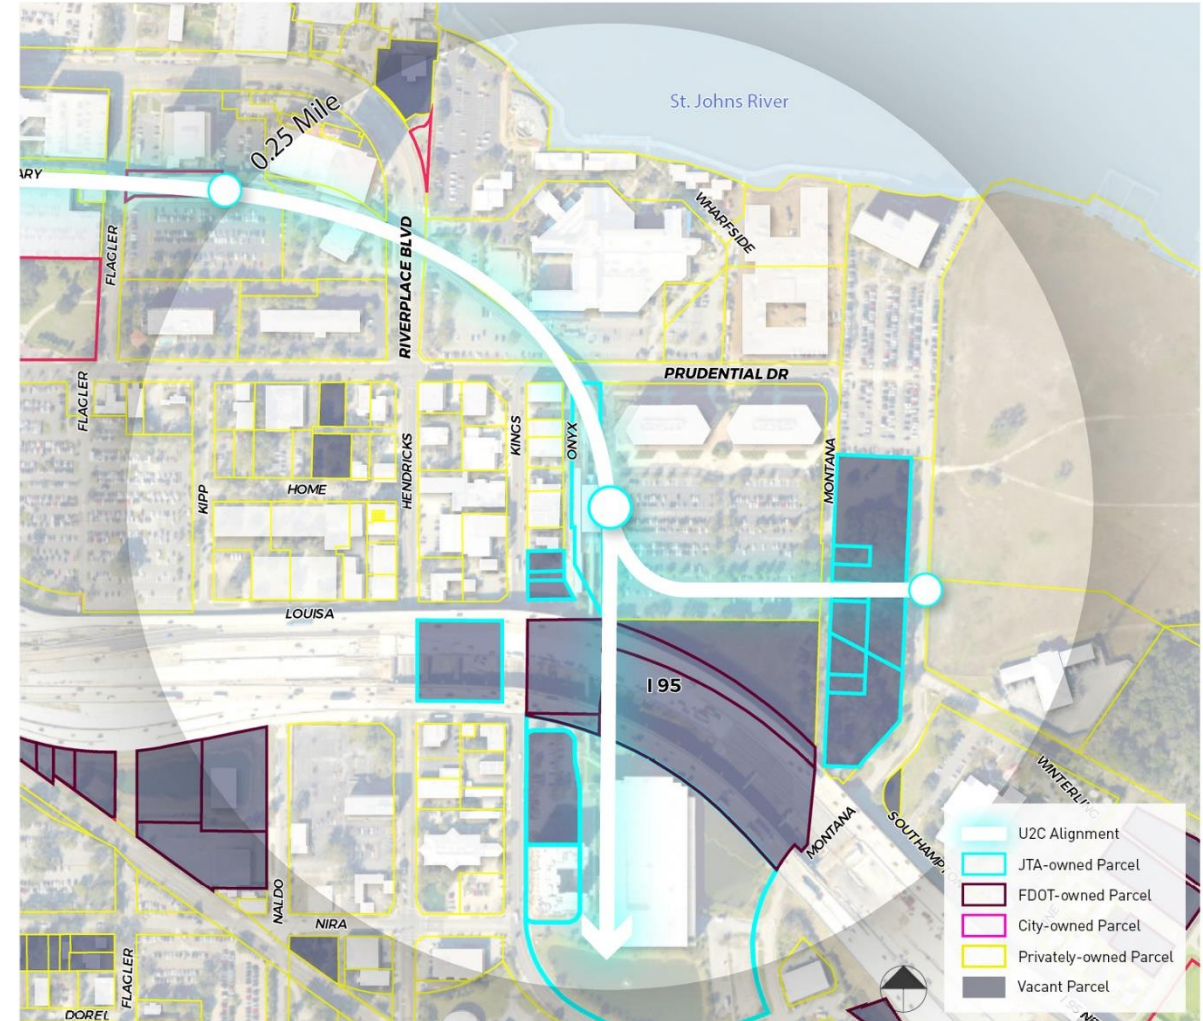 St. Johns River
0.25 Mile
ARY
FLAGLER
RIVERPLACE BLVD
WHARFSIDE
PRUDENTIAL DR
FLAGLER
KIPP
HOME
HENDRICKS
KINGS
ONYX
MONTANA
LOUISA
I 95
WINTERLING
SOUTHAMPTO
MONTANA
NALDO
NIRA
FLAGLER
DOREL
U2C Alignment
JTA-owned Parcel
FDOT-owned Parcel
City-owned Parcel
Privately-owned Parcel
Vacant Parcel